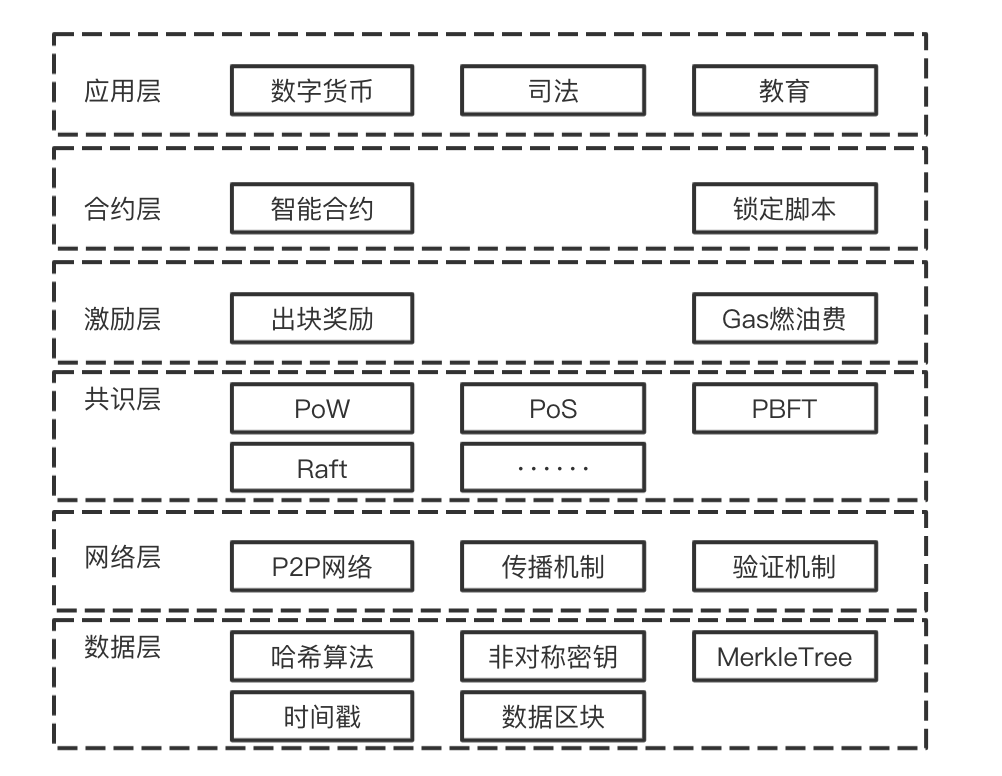 应用层 数字货币 司法 教育
合约层 智能合约 锁定脚本
激励层 出块奖励 Gas燃油费
共识层 PoW PoS PBFT
Raft ······
网络层 P2P网络 传播机制 验证机制
数据层 哈希算法 非对称密钥 MerkleTree
时间戳 数据区块